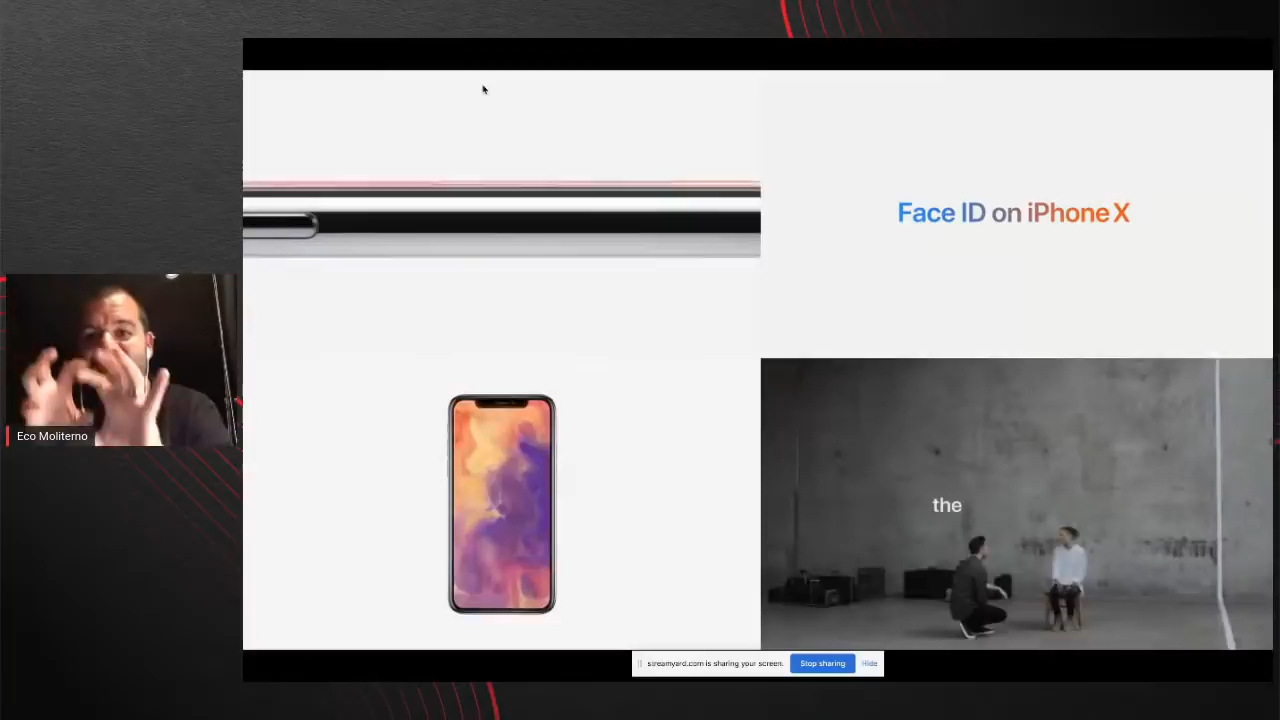 Face ID on iPhone X
Eco Moliterno
the
streamyard.com is sharing your screen.
Stop sharing
Hide